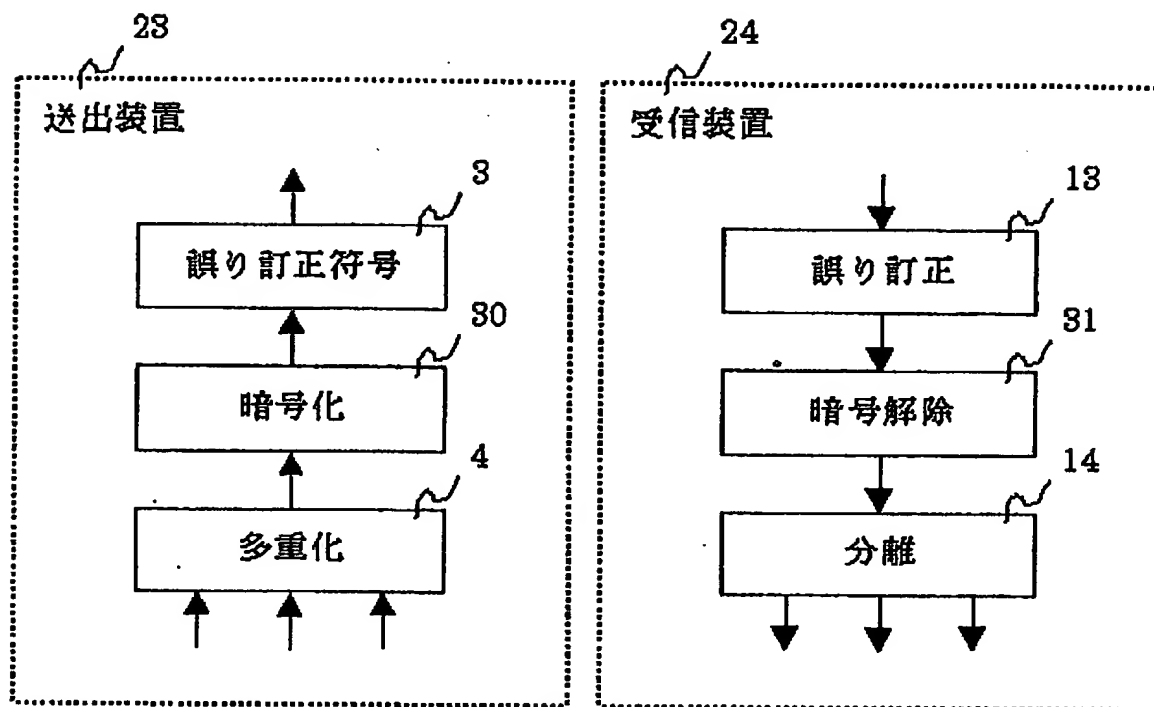 23
送出装置
3
誤り訂正符号
30
暗号化
4
多重化
24
受信装置
13
誤り訂正
31
暗号解除
14
分離